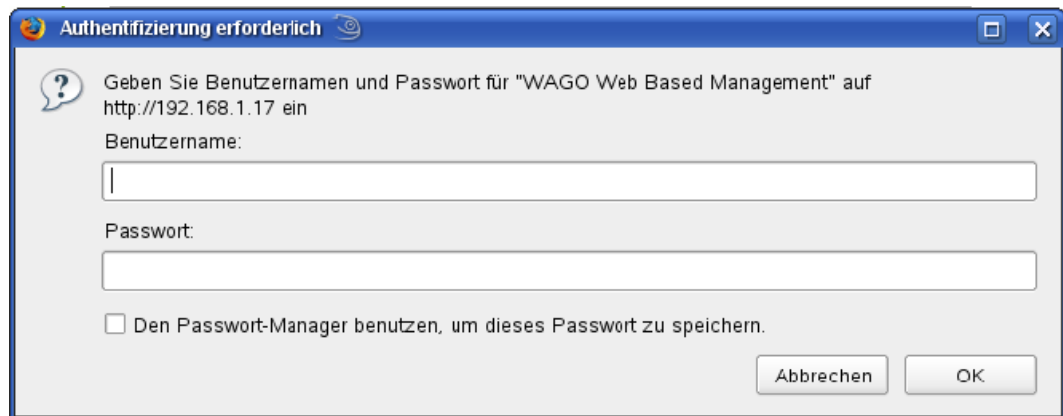 Authentifizierung erforderlich
Geben Sie Benutzernamen und Passwort für "WAGO Web Based Management" auf
http://192.168.1.17 ein
Benutzername:
Passwort:
Den Passwort-Manager benutzen, um dieses Passwort zu speichern.
Abbrechen
OK